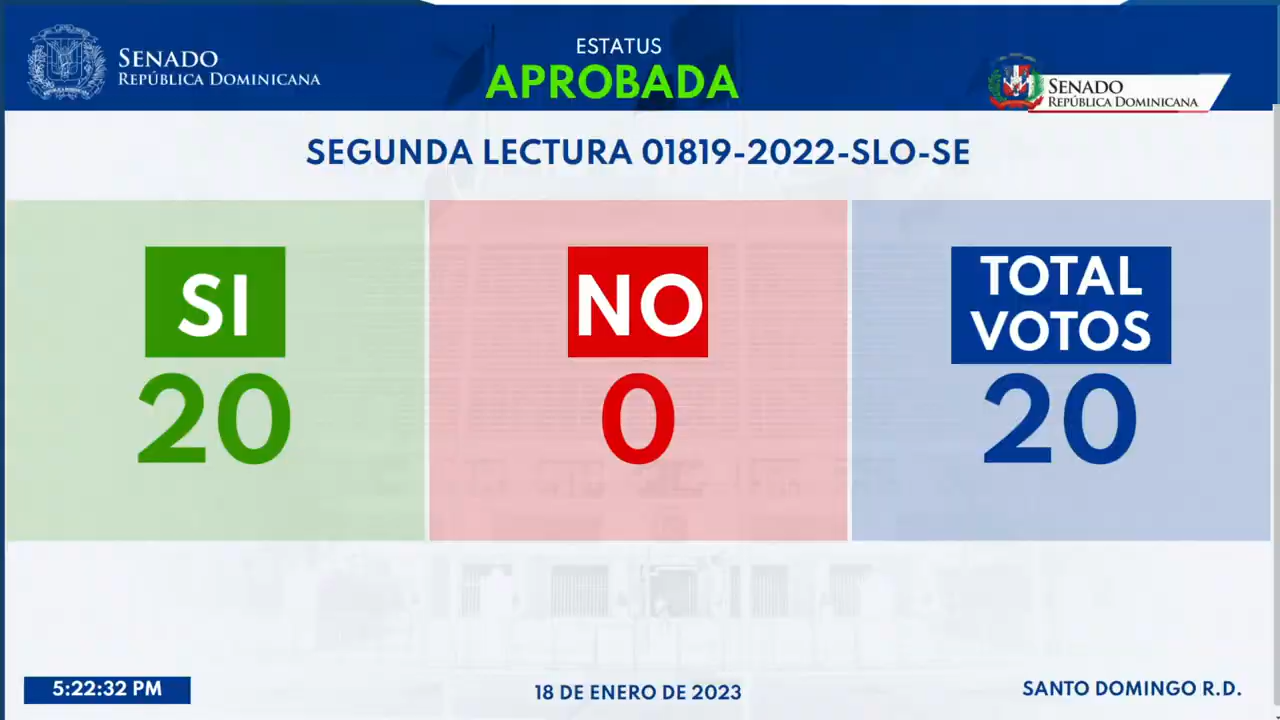 SENADO
REPÚBLICA DOMINICANA
ESTATUS
APROBADA
SENADO
REPÚBLICA DOMINICANA
SEGUNDA LECTURA 01819-2022-SLO-SE
SI
20
NO
0
TOTAL
VOTOS
20
5:22:32 PM
18 DE ENERO DE 2023
SANTO DOMINGO R.D.